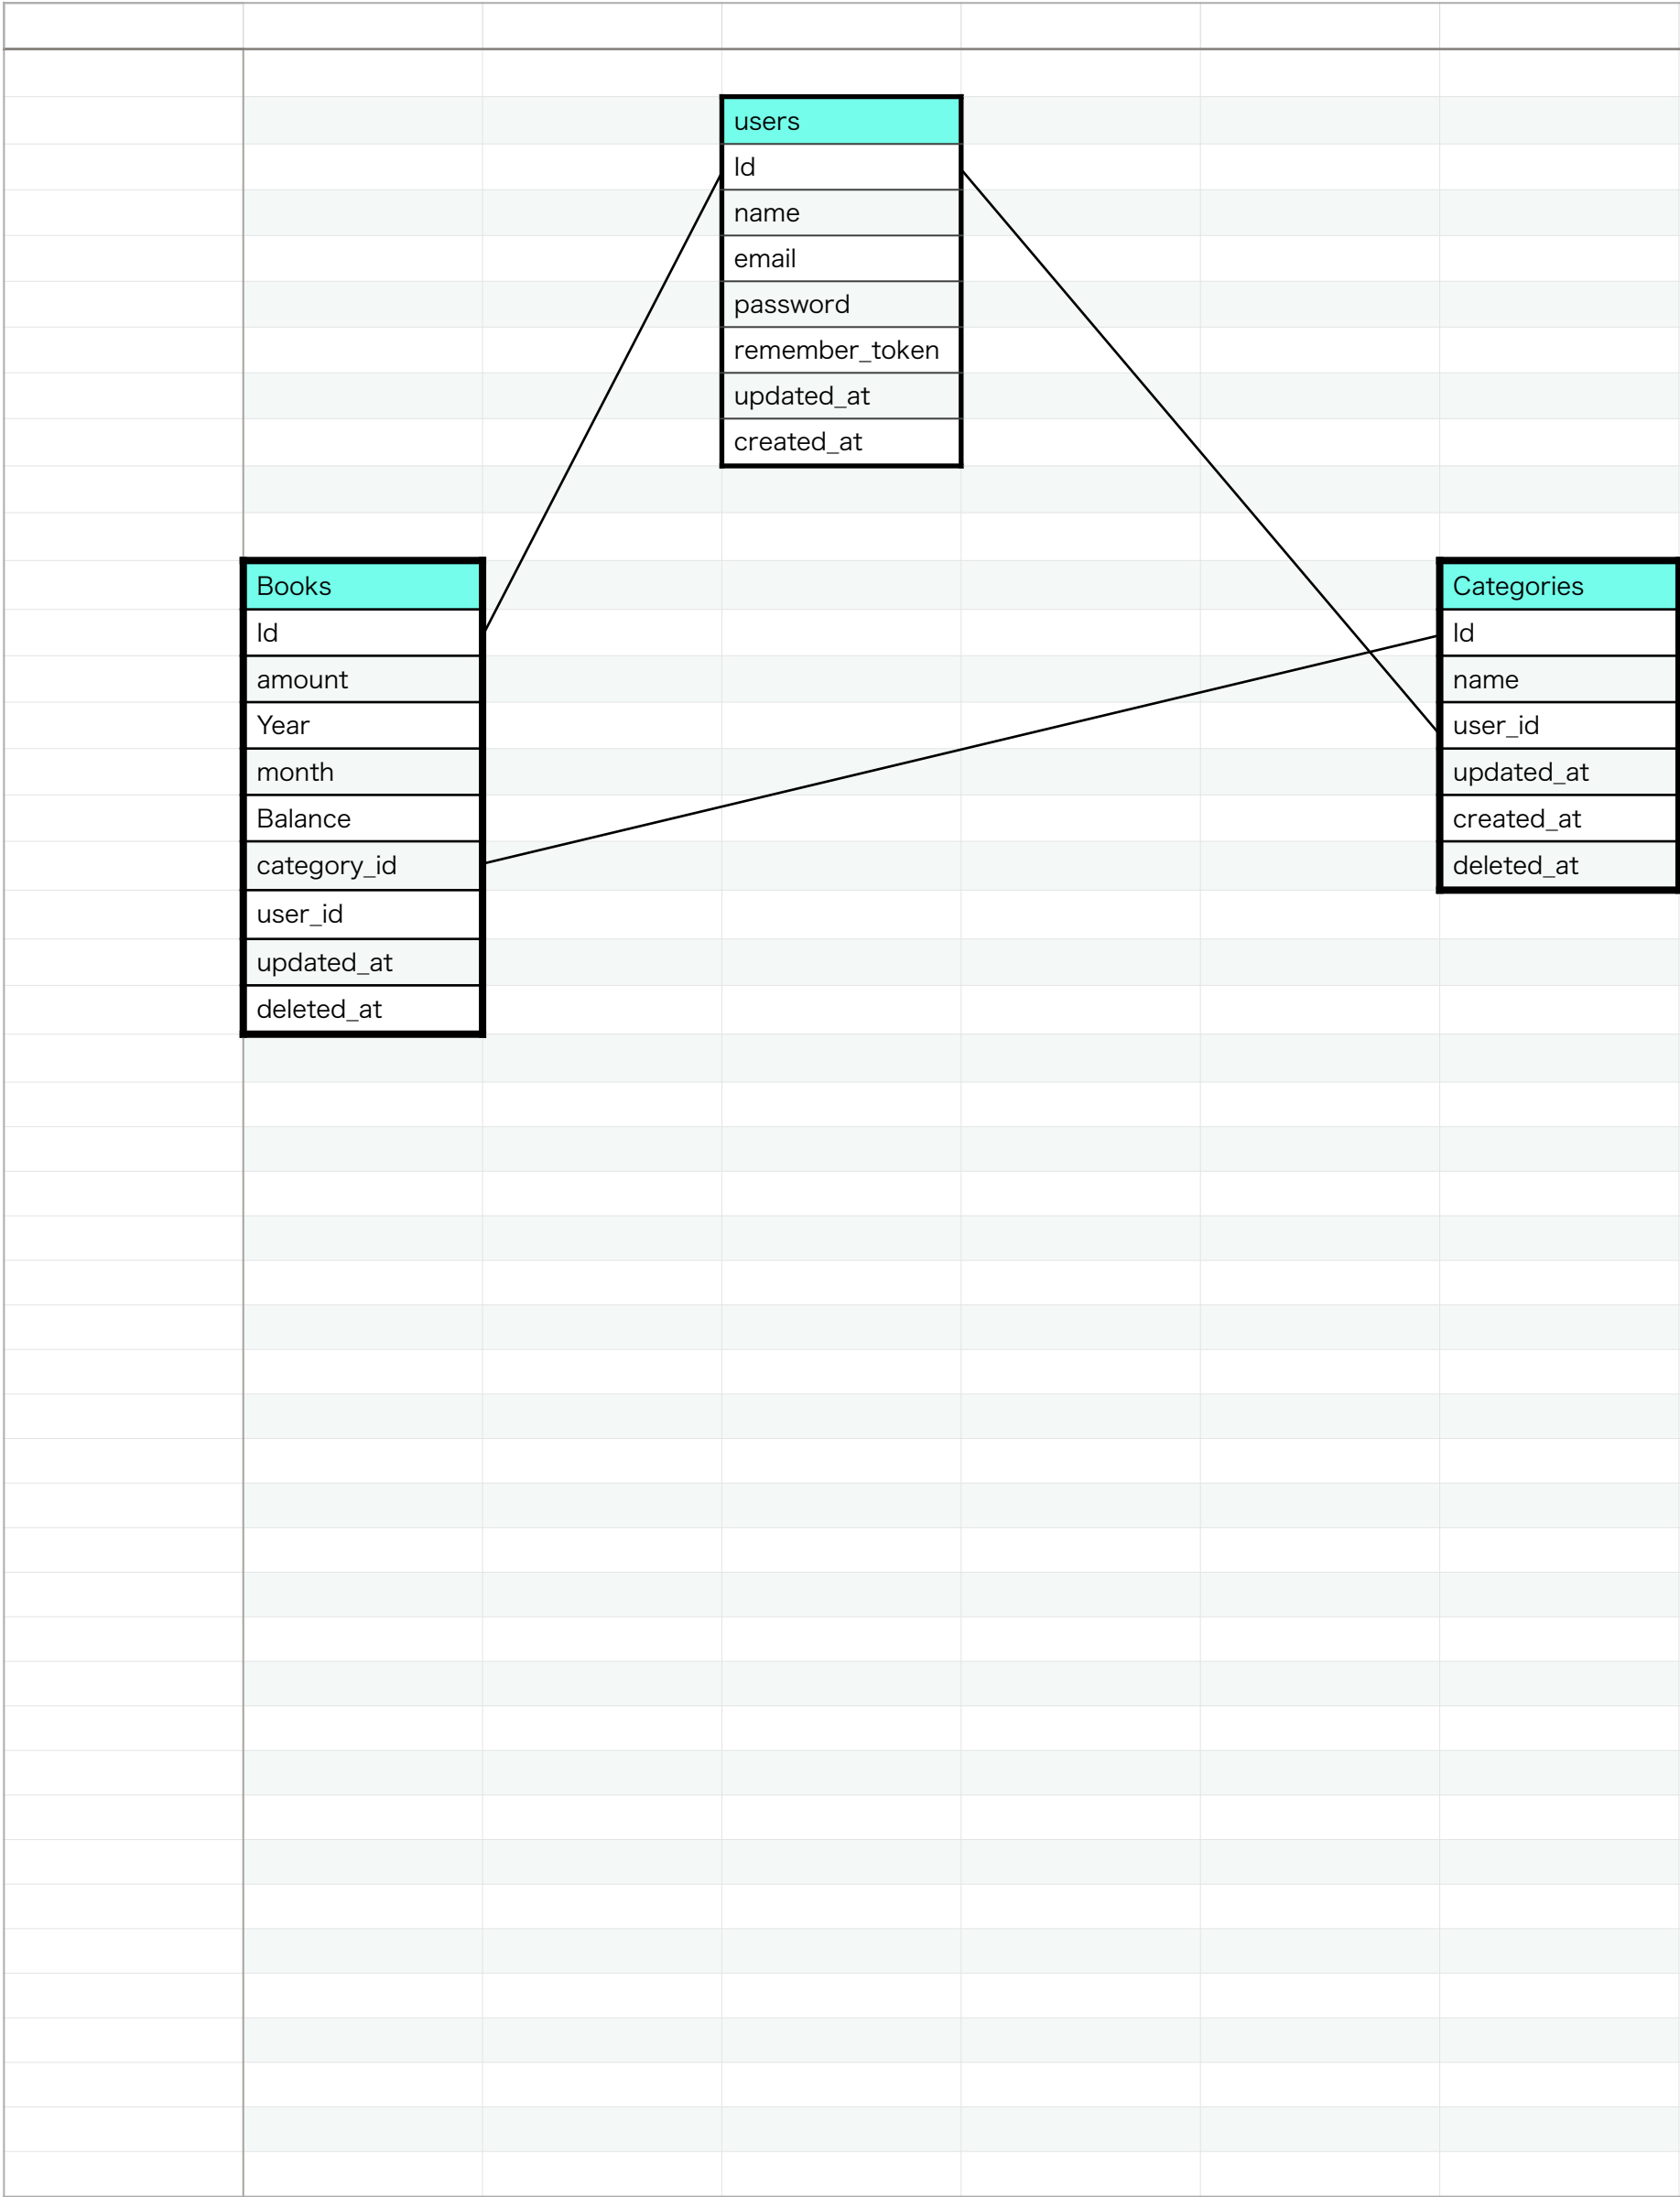 users
Id
name
email
password
remember_token
updated_at
created_at
Books
Id
amount
Year
month
Balance
category_id
user_id
updated_at
deleted_at
Categories
Id
name
user_id
updated_at
created_at
deleted_at